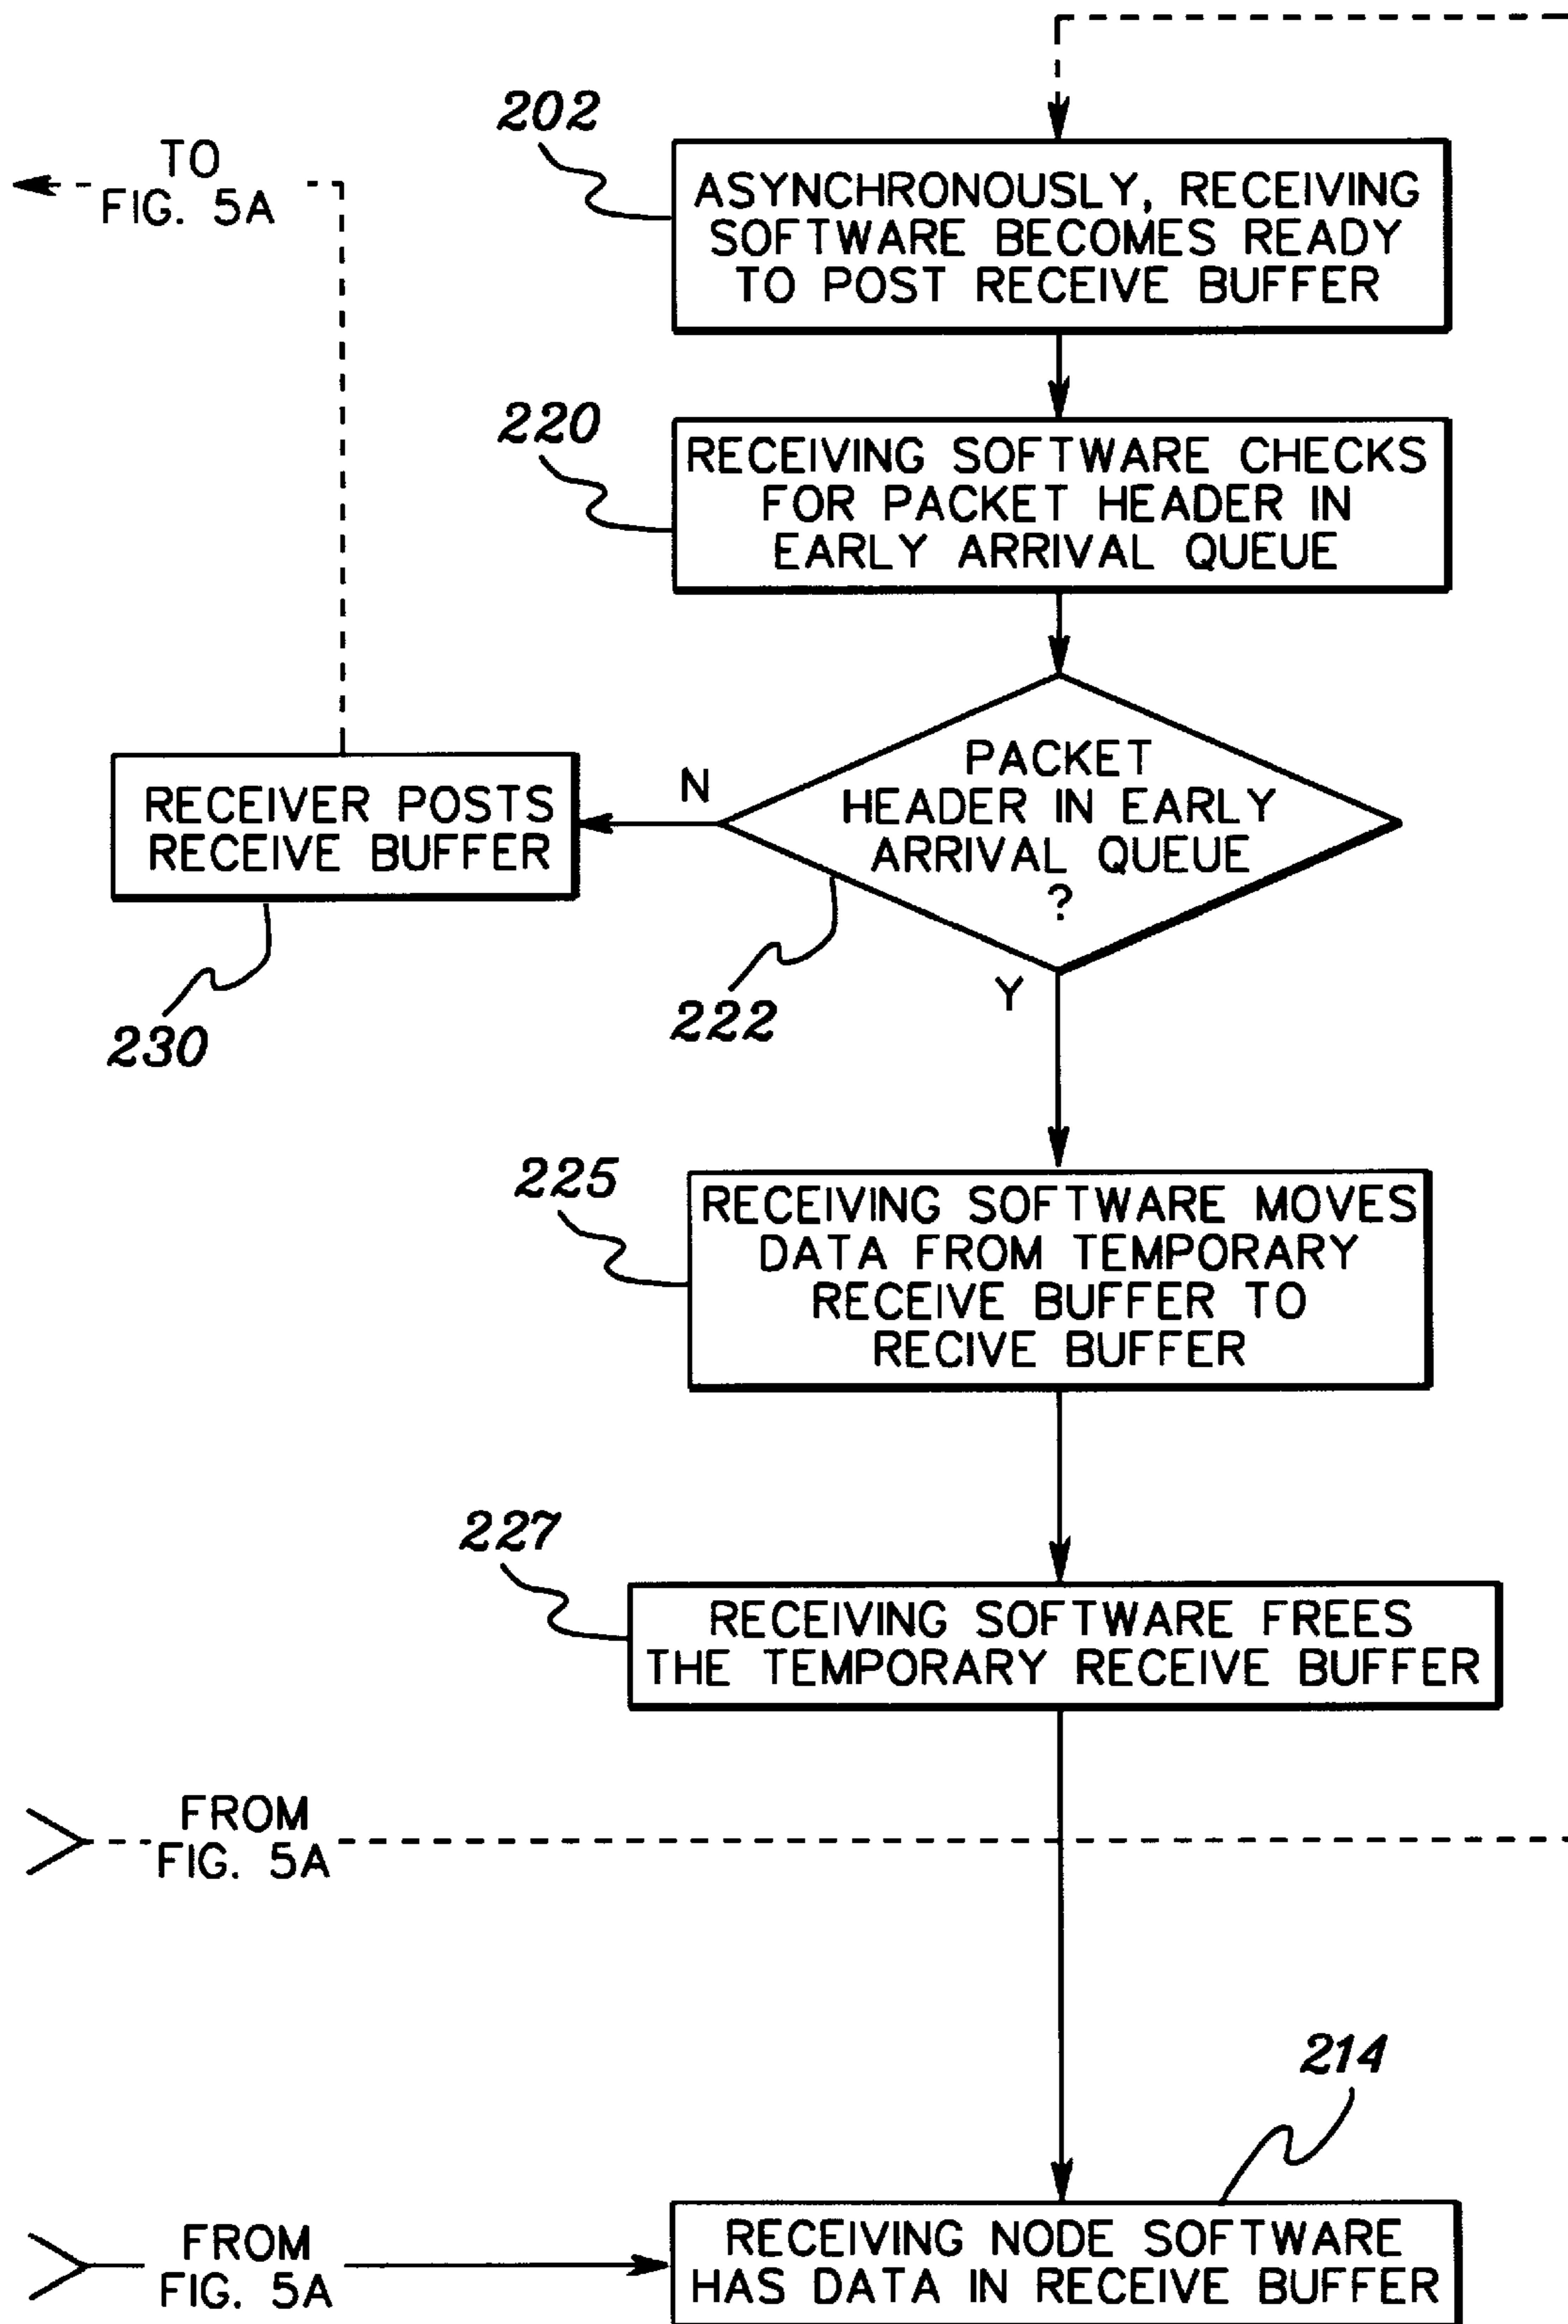 202
TO
FIG. 5A
ASYNCHRONOUSLY, RECEIVING
SOFTWARE BECOMES READY
TO POST RECEIVE BUFFER
220
RECEIVING SOFTWARE CHECKS
FOR PACKET HEADER IN
EARLY ARRIVAL QUEUE
PACKET
HEADER IN EARLY
ARRIVAL QUEUE
?
N
RECEIVER POSTS
RECEIVE BUFFER
230
222
Y
225
RECEIVING SOFTWARE MOVES
DATA FROM TEMPORARY
RECEIVE BUFFER TO
RECIVE BUFFER
227
RECEIVING SOFTWARE FREES
THE TEMPORARY RECEIVE BUFFER
FROM
FIG. 5A
214
FROM
FIG. 5A
RECEIVING NODE SOFTWARE
HAS DATA IN RECEIVE BUFFER